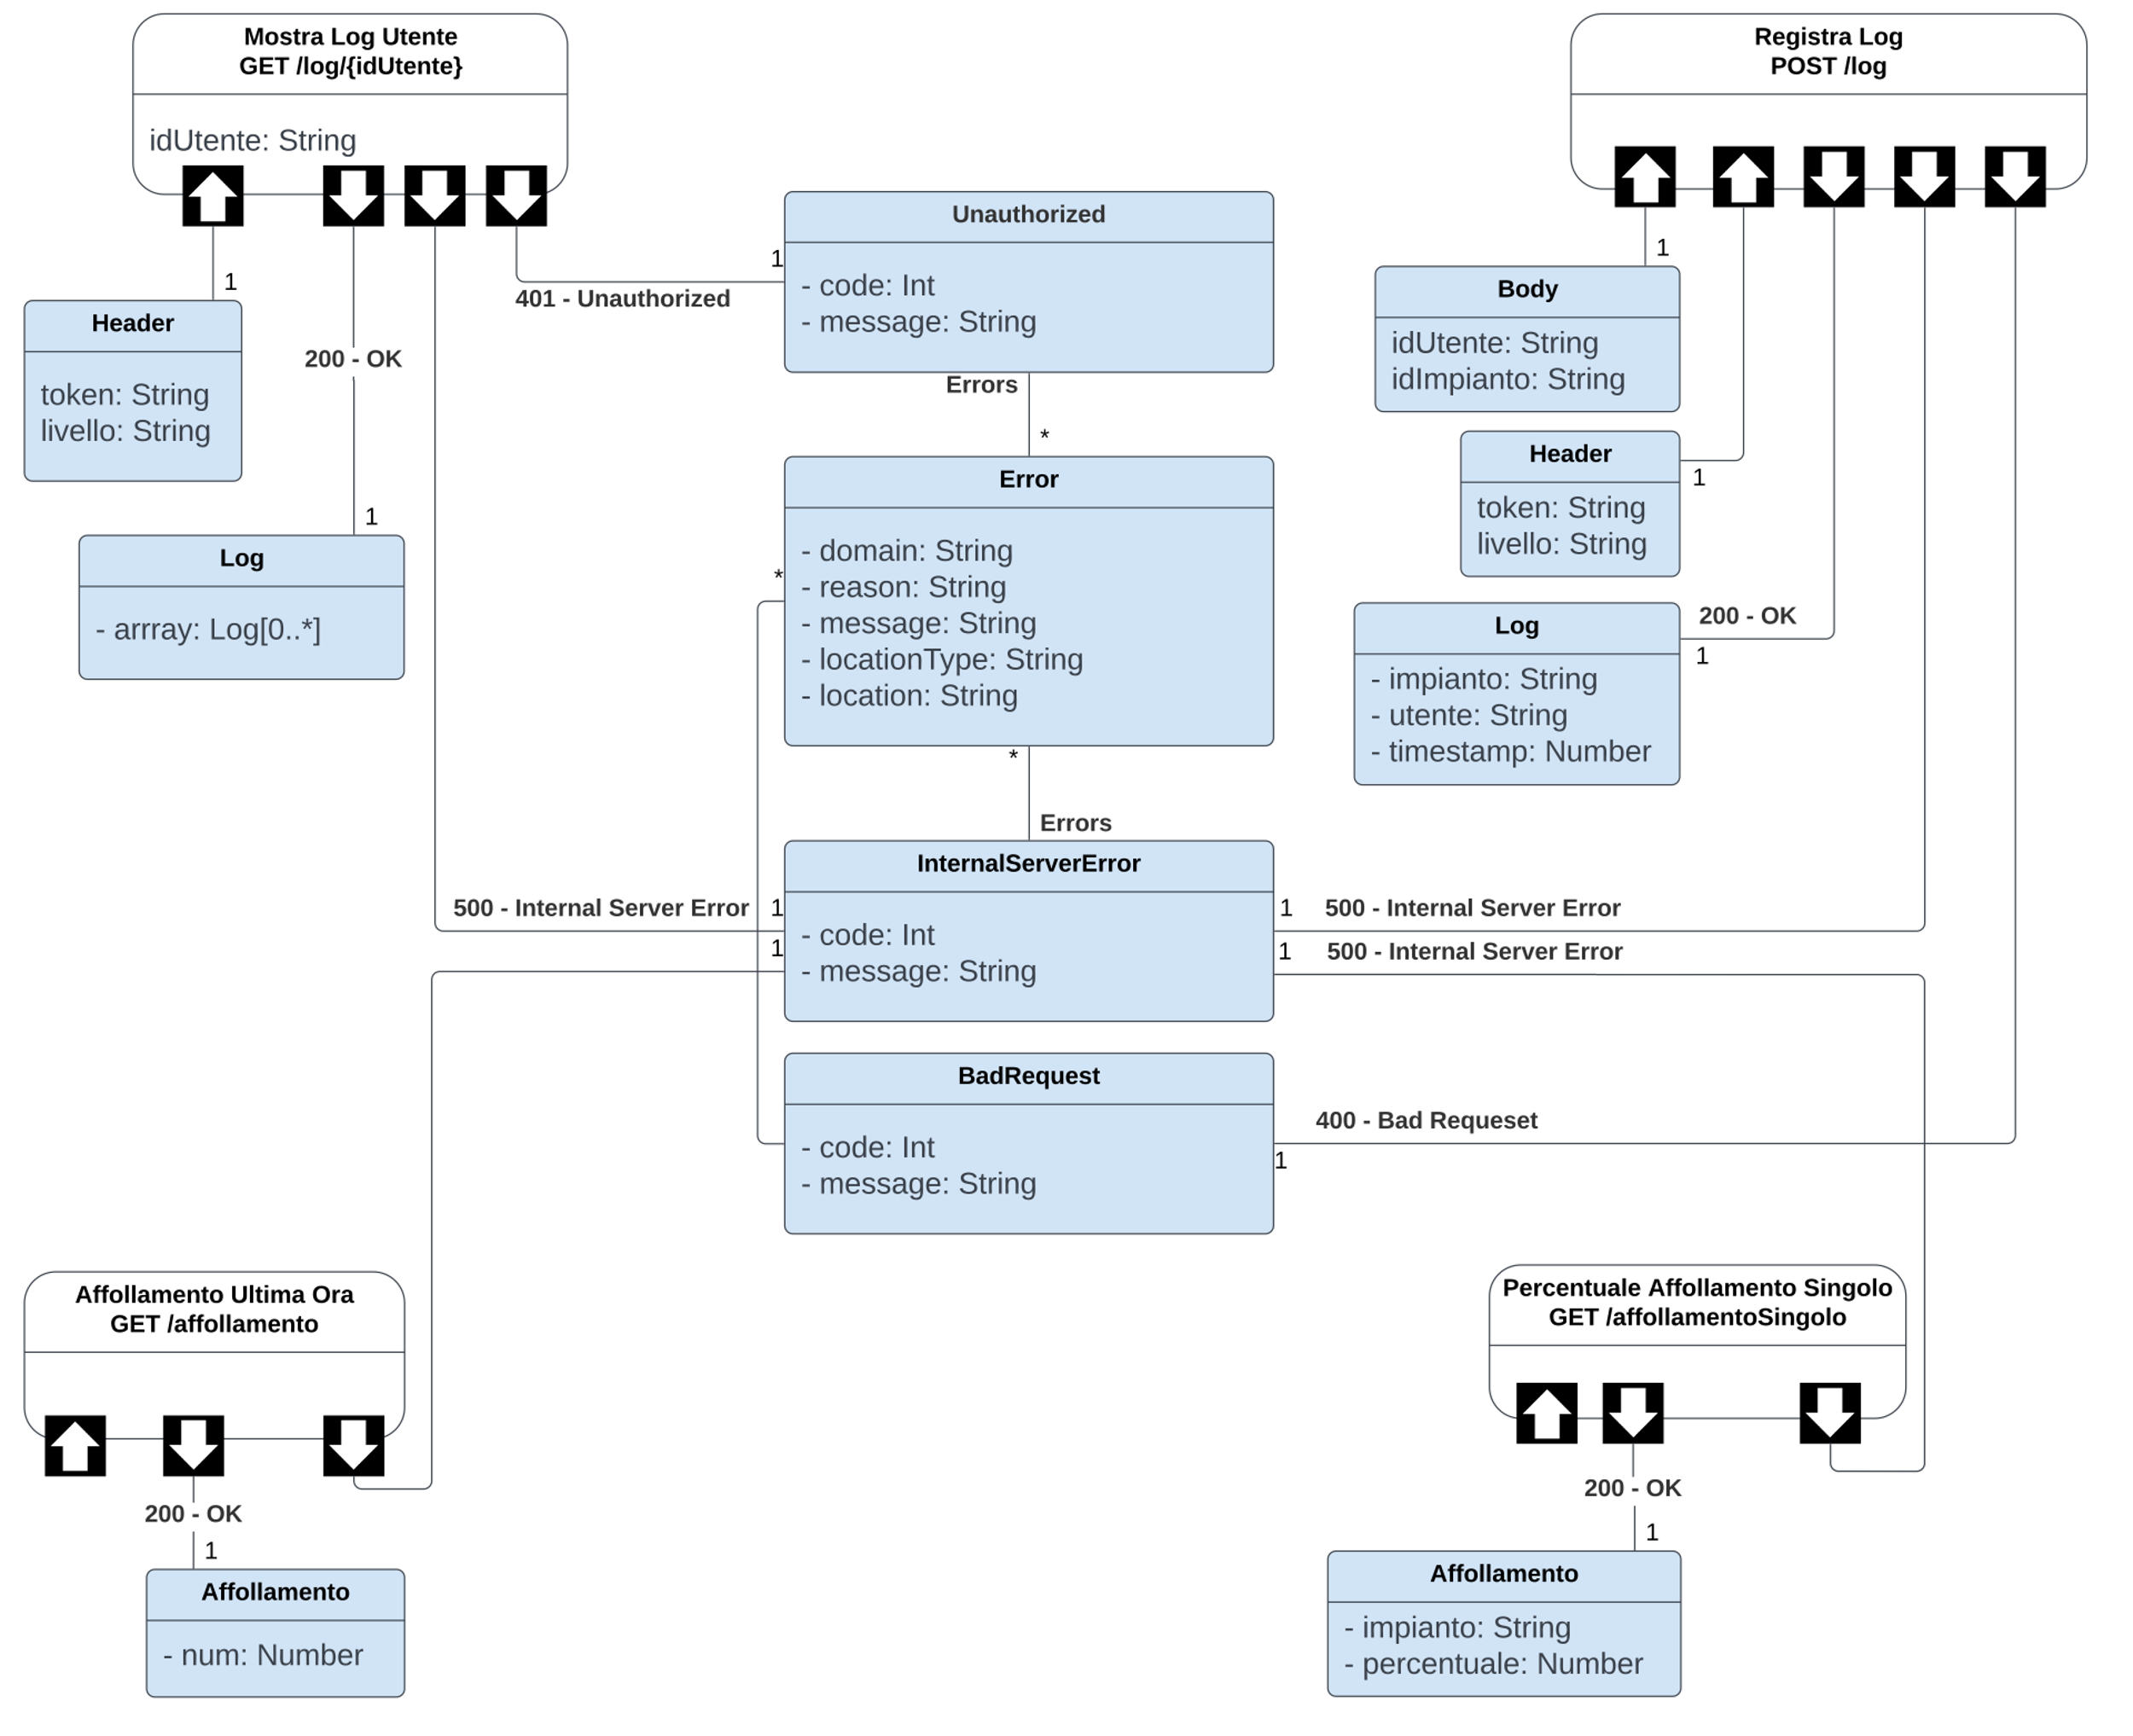 Mostra Log Utente
GET /log/{idUtente}
idUtente: String
1
Header
token: String
livello: String
200 - OK
1
Log
- arrray: Log[0..*]
401 - Unauthorized
1
Unauthorized
- code: Int
- message: String
Errors
*
Error
- domain: String
- reason: String
- message: String
- locationType: String
- location: String
*
*
Errors
InternalServerError
- code: Int
- message: String
500 - Internal Server Error
1
1
1
500 - Internal Server Error
1
500 - Internal Server Error
BadRequest
- code: Int
- message: String
400 - Bad Requeset
1
Registra Log
POST /log
1
Body
idUtente: String
idImpianto: String
Header
token: String
livello: String
1
200 - OK
1
Log
- impianto: String
- utente: String
- timestamp: Number
Affollamento Ultima Ora
GET /affollamento
200 - OK
1
Affollamento
- num: Number
Percentuale Affollamento Singolo
GET /affollamentoSingolo
200 - OK
1
Affollamento
- impianto: String
- percentuale: Number